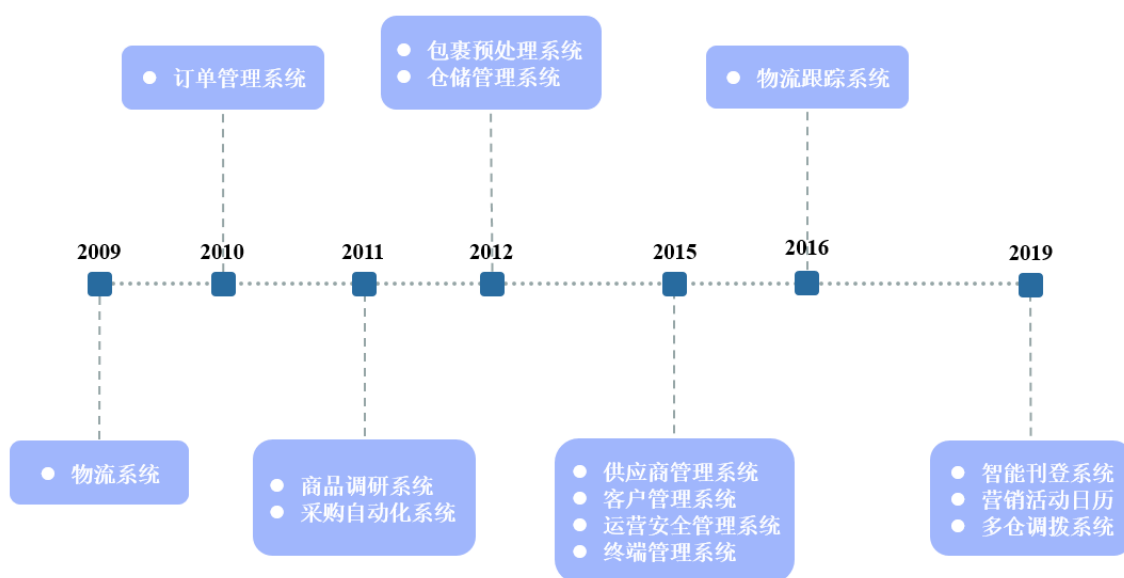 订单管理系统
包裹预处理系统
仓储管理系统
物流跟踪系统
2009
2010
2011
2012
2015
2016
2019
物流系统
商品调研系统
采购自动化系统
供应商管理系统
客户管理系统
运营安全管理系统
终端管理系统
智能刊登系统
营销活动日历
多仓调拨系统